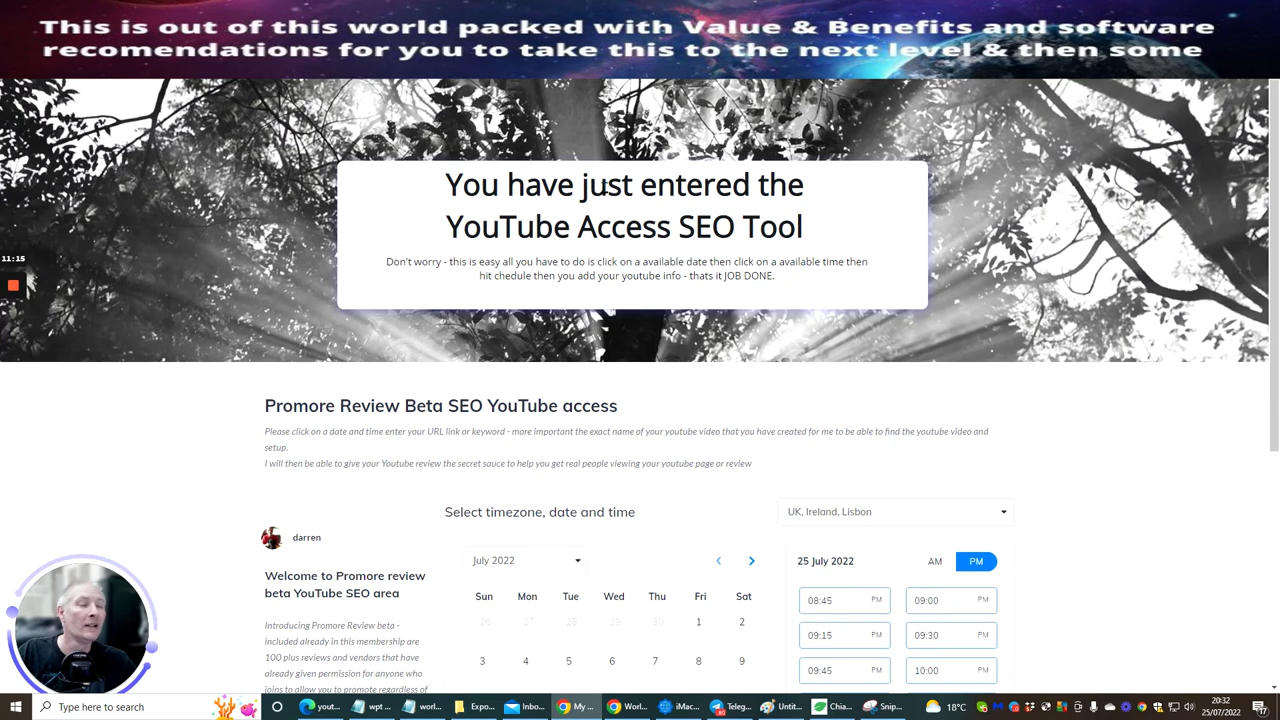 This is out of this world packed with Value & Benefits and software
recomendations for you to take this to the next level & then some
You have just entered the
YouTube Access SEO Tool
Don't worry - this is easy all you have to do is click on a available date then click on a available time then
hit chedule then you add your youtube info - thats it JOB DONE.
11:15
Promore Review Beta SEO YouTube access
Please click on a date and time enter your URL link or keyword - more important the exact name of your youtube video that you have created for me to be able to find the youtube video and
setup.
I will then be able to give your Youtube review the secret sauce to help you get real people viewing your youtube page or review
Select timezone, date and time
UK, Ireland, Lisbon
darren
July 2022
25 July 2022
AM
PM
Welcome to Promore review
beta YouTube SEO area
Sun Mon Tue Wed Thu Fri Sat
26 27 28 29 30 1 2
3 4 5 6 7 8 9
08:45 PM
09:00 PM
09:15 PM
09:30 PM
09:45 PM
10:00 PM
Introducing Promore Review beta -
included already in this membership are
100 plus reviews and vendors that have
already given permission for anyone who
joins to allow you to promote regardless of
Type here to search
yout...
wpt ...
worl...
Expo...
Inbo...
My ...
Worl...
iMac...
Teleg...
Untit...
Chia...
Snip...
18°C
20:32
25/07/2022